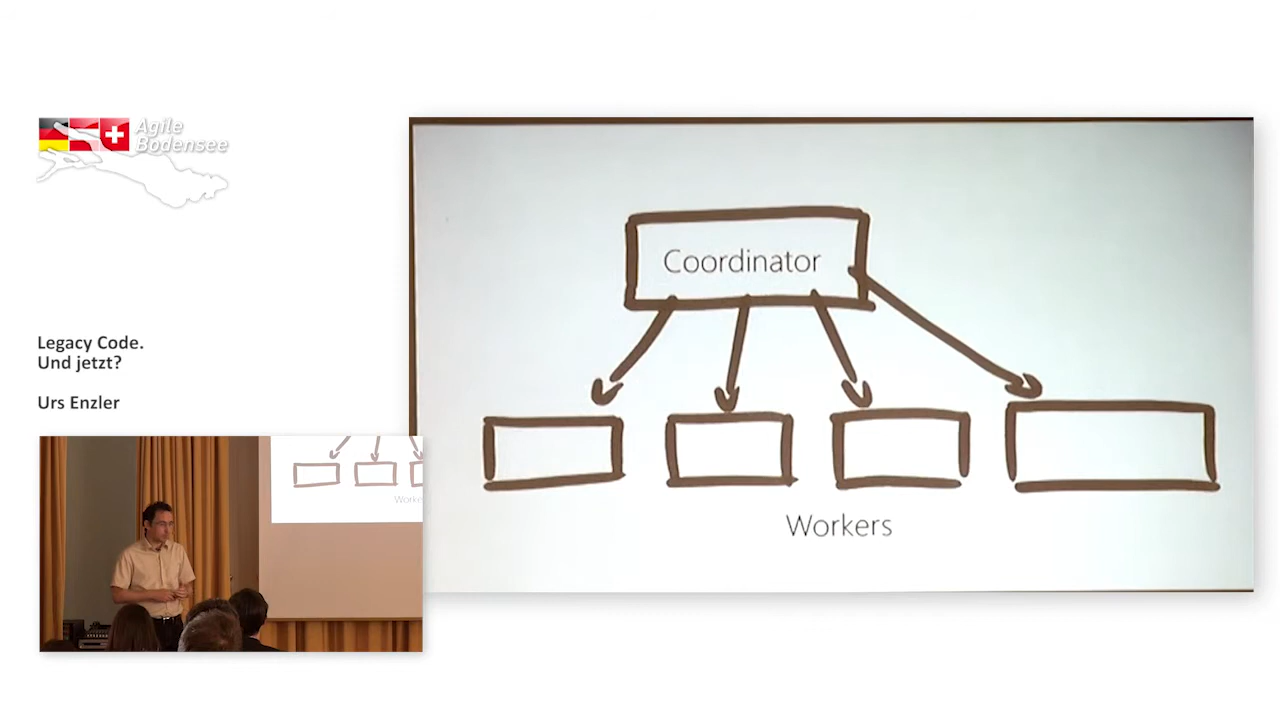 Agile
Bodensee
Legacy Code.
Und jetzt?
Urs Enzler
Coordinator
Workers